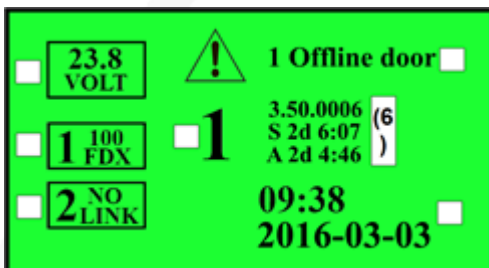 23.8
VOLT
1 Offline door
1 100
FDX
1
3.50.0006
S 2d 6:07
A 2d 4:46
(6
)
2 NO
LINK
09:38
2016-03-03